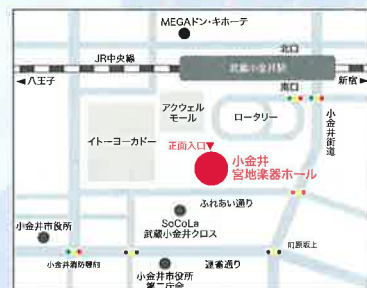 MEGAドン・キホーテ
北口
JR中央線
武蔵小金井駅
◀八王子
新宿▶
南口
アクウェル
モール
ロータリー
小金井街道
イトーヨーカドー
正面入口▼
小金井
宮地楽器ホール
ふれあい通り
SoCoLa
武蔵小金井クロス
小金井市役所
前原坂上
小金井消防署前
連雀通り
小金井市役所
第二庁舎